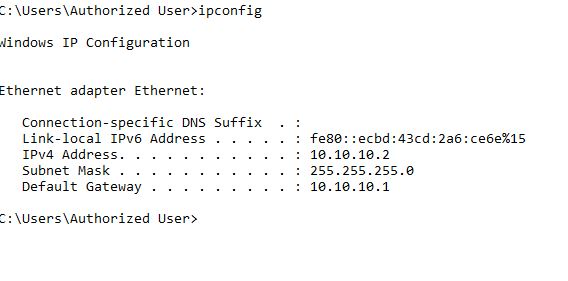 C:\Users\Authorized User>ipconfig
Windows IP Configuration
Ethernet adapter Ethernet:
Connection-specific DNS Suffix  . :
Link-local IPv6 Address . . . . . : fe80::ecbd:43cd:2a6:ce6e%15
IPv4 Address. . . . . . . . . . . : 10.10.10.2
Subnet Mask . . . . . . . . . . . : 255.255.255.0
Default Gateway . . . . . . . . . : 10.10.10.1
C:\Users\Authorized User>